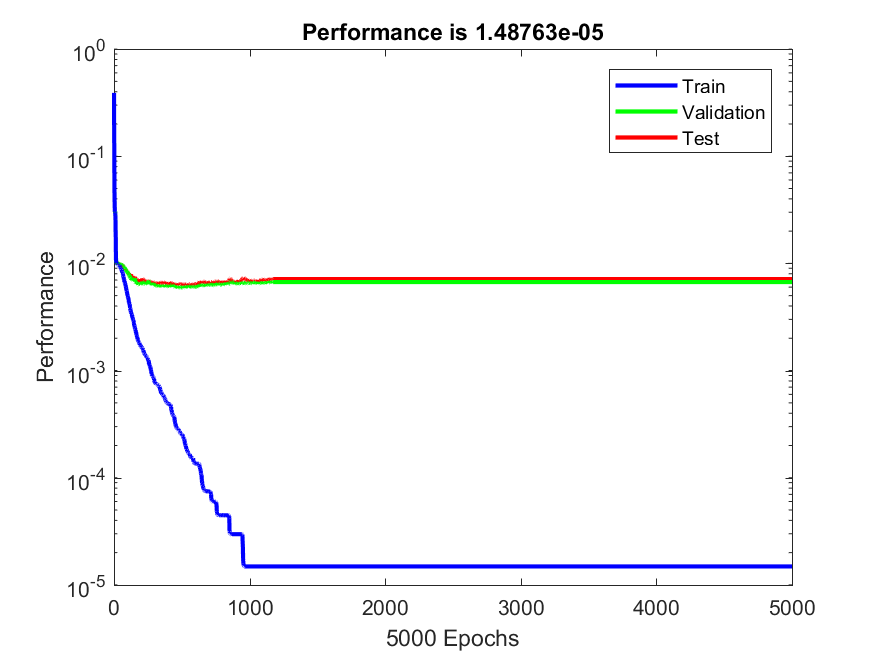 Performance is 1.48763e-05
10^0
10^-1
10^-2
10^-3
10^-4
10^-5
Performance
Train
Validation
Test
0 1000 2000 3000 4000 5000
5000 Epochs